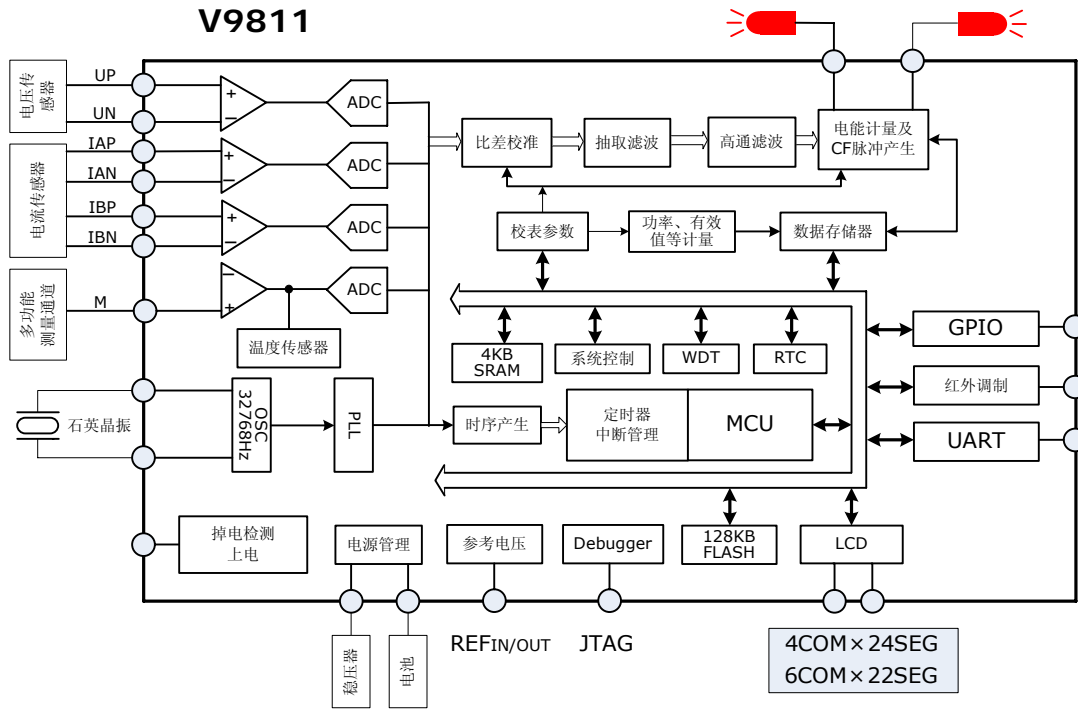 V9811
电压传
感器
UP
UN
ADC
电流传感器
IAP
IAN
ADC
IBP
IBN
ADC
多功能
测量通道
M
ADC
温度传感器
比差校准
抽取滤波
高通滤波
电能计量及
CF脉冲产生
校表参数
功率、有效
值等计量
数据存储器
4KB
SRAM
系统控制
WDT
RTC
GPIO
红外调制
UART
石英晶振
OSC
32768Hz
PLL
时序产生
定时器
中断管理
MCU
掉电检测
上电
电源管理
参考电压
Debugger
128KB
FLASH
LCD
稳压器
电池
REFIN/OUT
JTAG
4COM×24SEG
6COM×22SEG